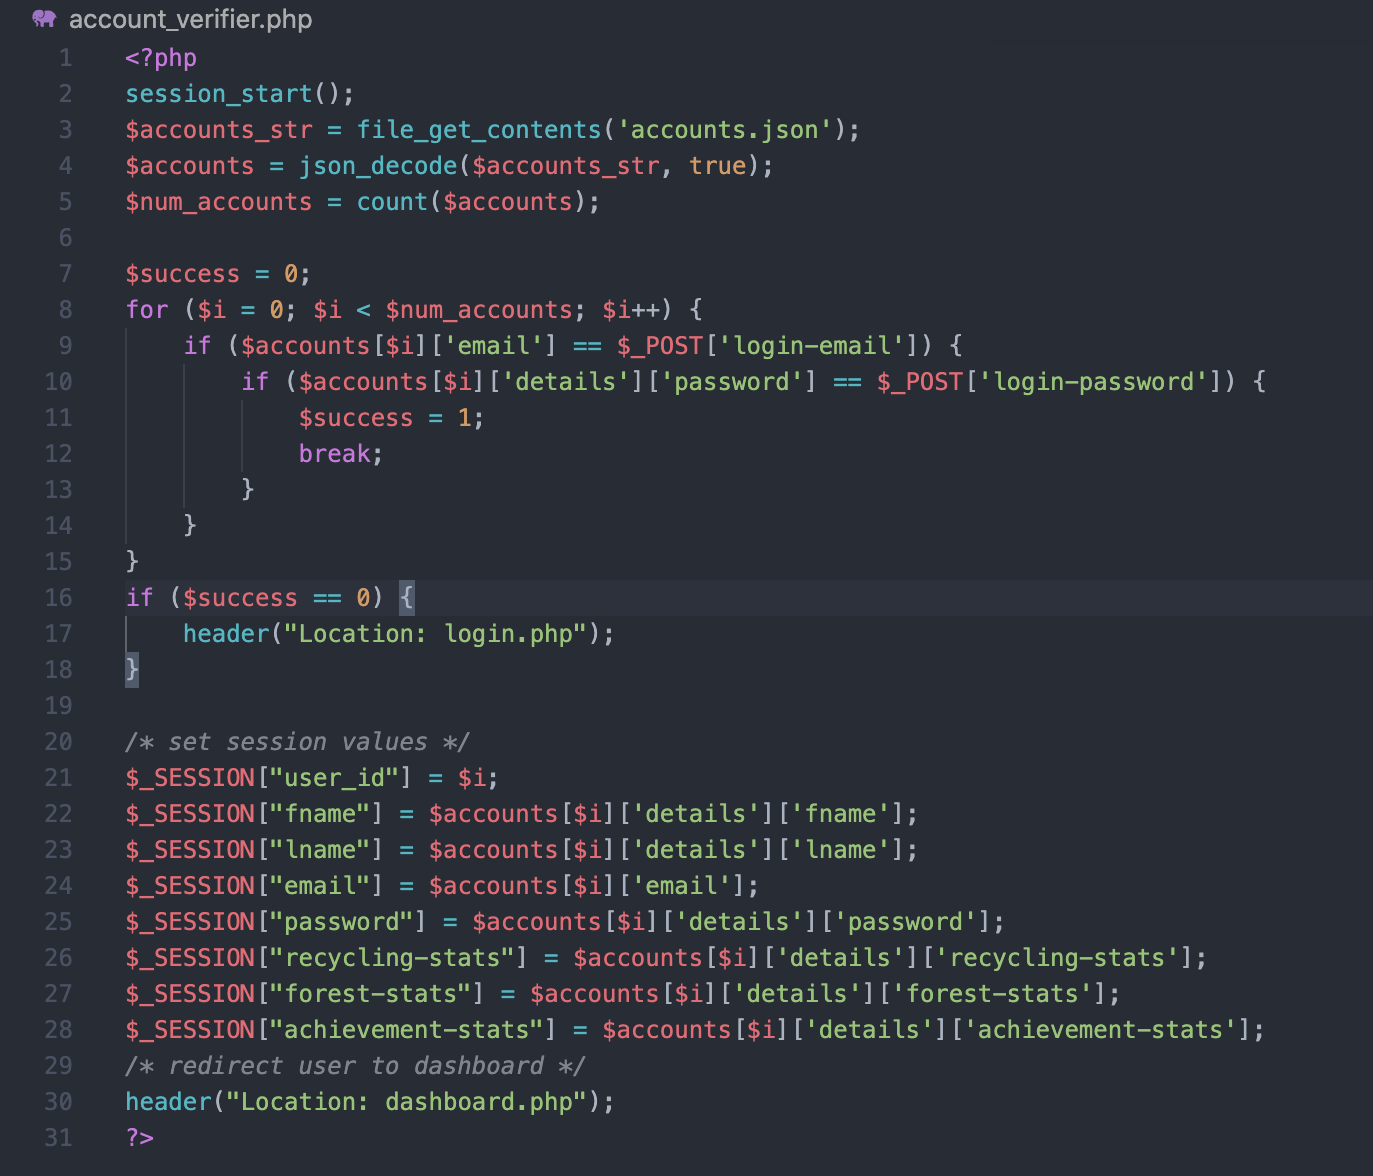 account_verifier.php
1 <?php
2 session_start();
3 $accounts_str = file_get_contents('accounts.json');
4 $accounts = json_decode($accounts_str, true);
5 $num_accounts = count($accounts);
6
7 $success = 0;
8 for ($i = 0; $i < $num_accounts; $i++) {
9     if ($accounts[$i]['email'] == $_POST['login-email']) {
10         if ($accounts[$i]['details']['password'] == $_POST['login-password']) {
11             $success = 1;
12             break;
13         }
14     }
15 }
16 if ($success == 0) {
17     header("Location: login.php");
18 }
19
20 /* set session values */
21 $_SESSION["user_id"] = $i;
22 $_SESSION["fname"] = $accounts[$i]['details']['fname'];
23 $_SESSION["lname"] = $accounts[$i]['details']['lname'];
24 $_SESSION["email"] = $accounts[$i]['email'];
25 $_SESSION["password"] = $accounts[$i]['details']['password'];
26 $_SESSION["recycling-stats"] = $accounts[$i]['details']['recycling-stats'];
27 $_SESSION["forest-stats"] = $accounts[$i]['details']['forest-stats'];
28 $_SESSION["achievement-stats"] = $accounts[$i]['details']['achievement-stats'];
29 /* redirect user to dashboard */
30 header("Location: dashboard.php");
31 ?>